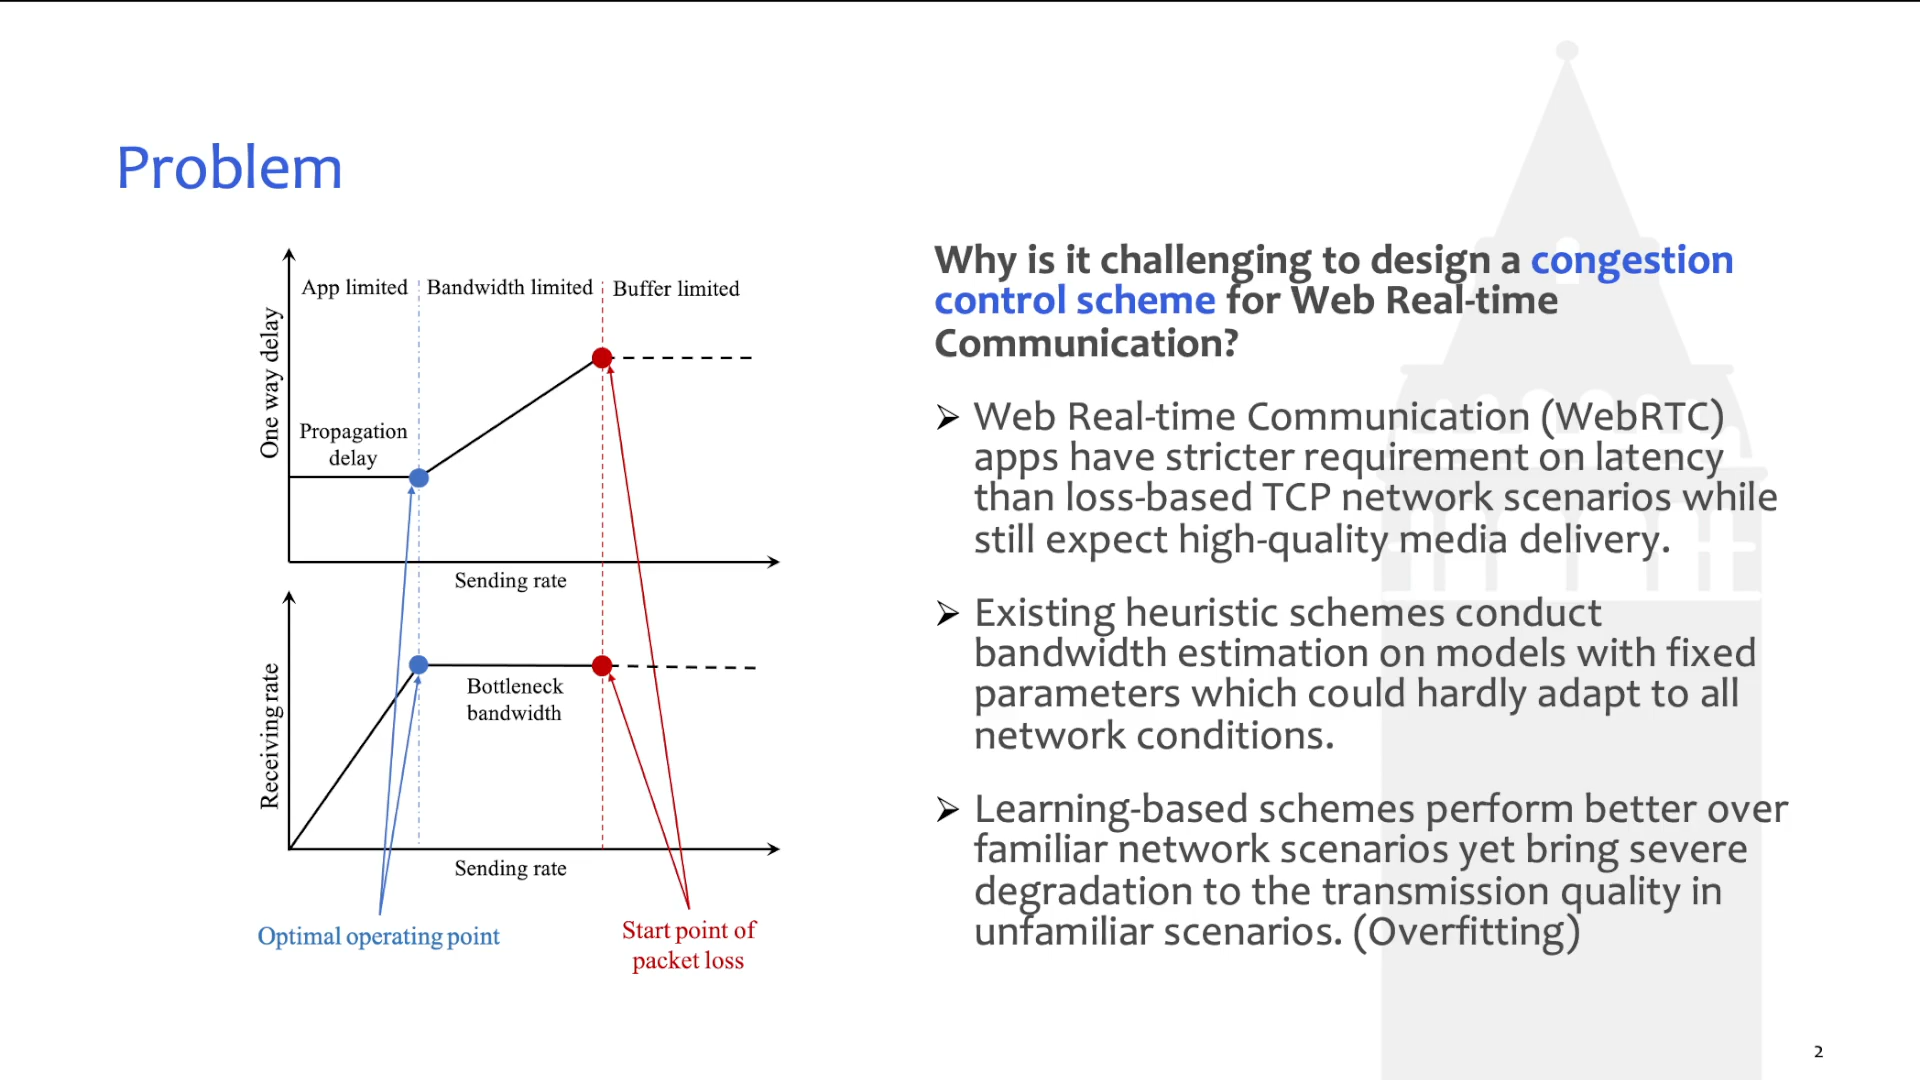 Problem
One way delay
App limited
Bandwidth limited
Buffer limited
Propagation
delay
Sending rate
Receiving rate
Bottleneck
bandwidth
Sending rate
Optimal operating point
Start point of
packet loss
Why is it challenging to design a congestion
control scheme for Web Real-time
Communication?
➢ Web Real-time Communication (WebRTC)
apps have stricter requirement on latency
than loss-based TCP network scenarios while
still expect high-quality media delivery.
➢ Existing heuristic schemes conduct
bandwidth estimation on models with fixed
parameters which could hardly adapt to all
network conditions.
➢ Learning-based schemes perform better over
familiar network scenarios yet bring severe
degradation to the transmission quality in
unfamiliar scenarios. (Overfitting)
2